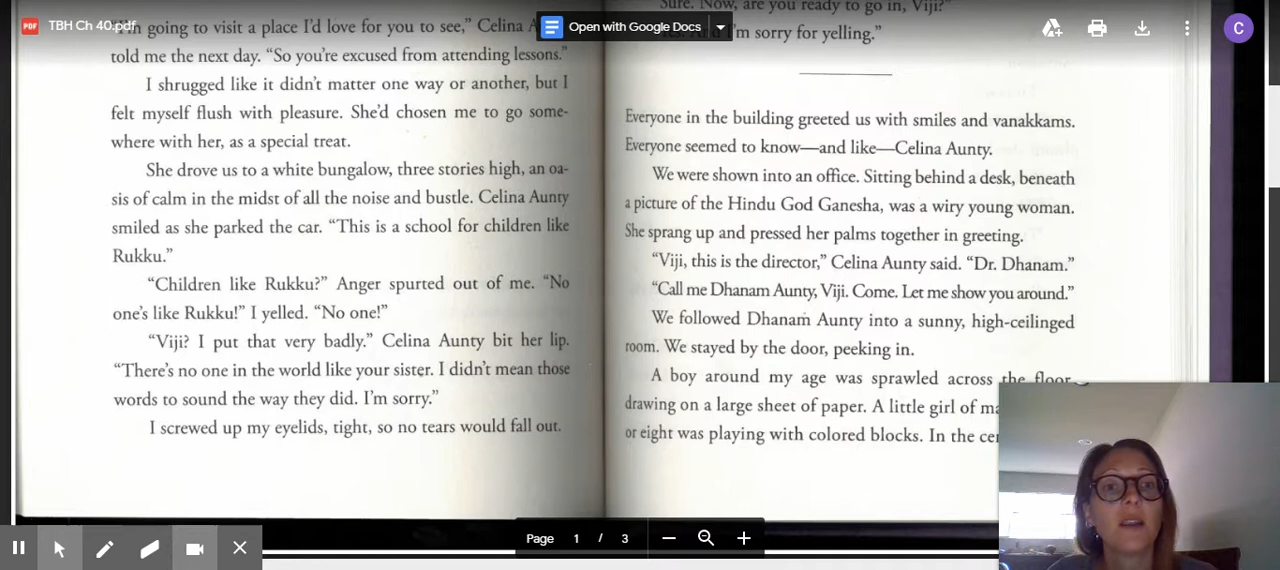 PDF
TBH Ch 40.pdf
Open with Google Docs
C
going to visit a place I'd love for you to see," Celina
told me the next day. "So you're excused from attending lessons."
I shrugged like it didn't matter one way or another, but I
felt myself flush with pleasure. She'd chosen me to go some-
where with her, as a special treat.
She drove us to a white bungalow, three stories high, an oa-
sis of calm in the midst of all the noise and bustle. Celina Aunty
smiled as she parked the car. "This is a school for children like
Rukku."
"Children like Rukku?" Anger spurted out of me. "No
one's like Rukku!" I yelled. "No one!"
"Viji? I put that very badly." Celina Aunty bit her lip.
"There's no one in the world like your sister. I didn't mean those
words to sound the way they did. I'm sorry."
I screwed up my eyelids, tight, so no tears would fall out.
Sure. Now, are you ready to go in, Viji?"
I'm sorry for yelling."
Everyone in the building greeted us with smiles and vanakkams.
Everyone seemed to know—and like—Celina Aunty.
We were shown into an office. Sitting behind a desk, beneath
a picture of the Hindu God Ganesha, was a wiry young woman.
She sprang up and pressed her palms together in greeting.
"Viji, this is the director," Celina Aunty said. "Dr. Dhanam."
"Call me Dhanam Aunty, Viji. Come. Let me show you around."
We followed Dhanam Aunty into a sunny, high-ceilinged
room. We stayed by the door, peeking in.
A boy around my age was sprawled across the floor
drawing on a large sheet of paper. A little girl of
or eight was playing with colored blocks. In the
Page 1 / 3